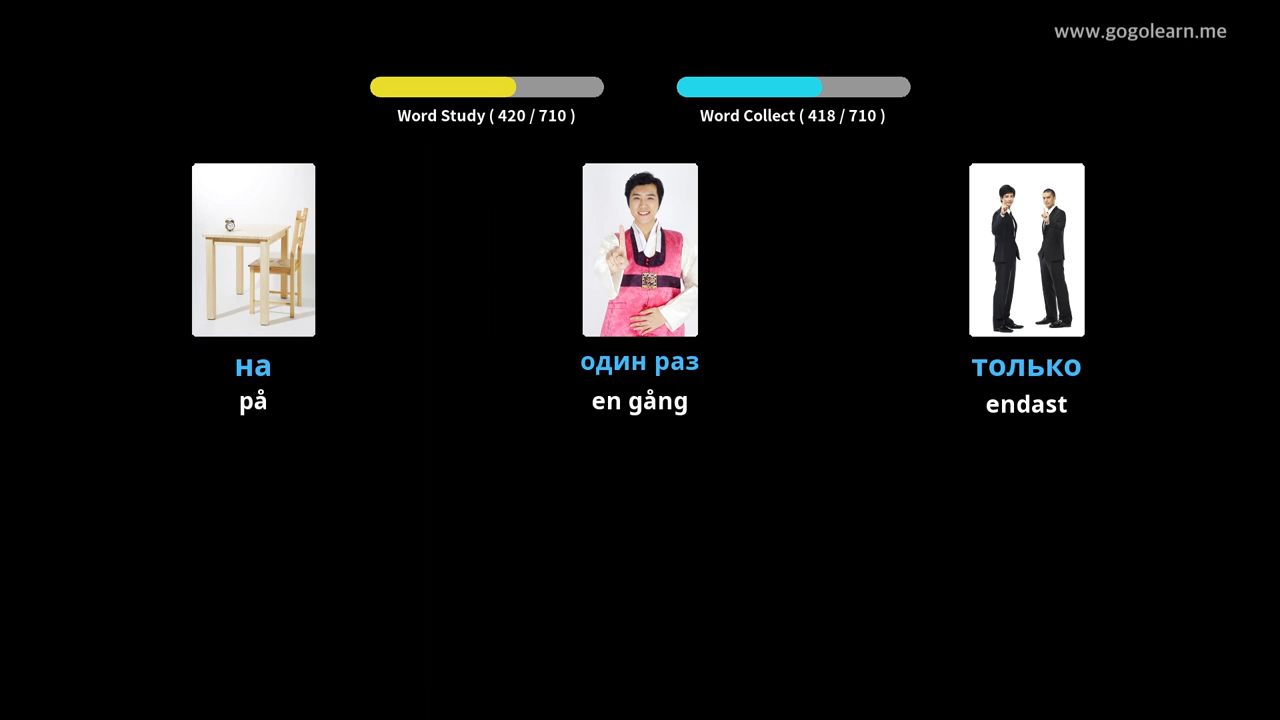 www.gogolearn.me
Word Study ( 420 / 710 )
Word Collect ( 418 / 710 )
на
på
один раз
en gång
только
endast